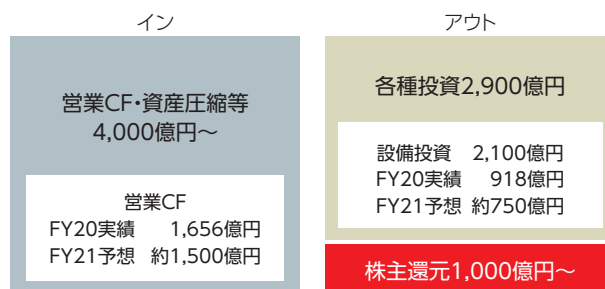 イン
営業CF・資産圧縮等
4,000億円～
営業CF
FY20実績 1,656億円
FY21予想 約1,500億円
アウト
各種投資2,900億円
設備投資 2,100億円
FY20実績 918億円
FY21予想 約750億円
株主還元1,000億円～